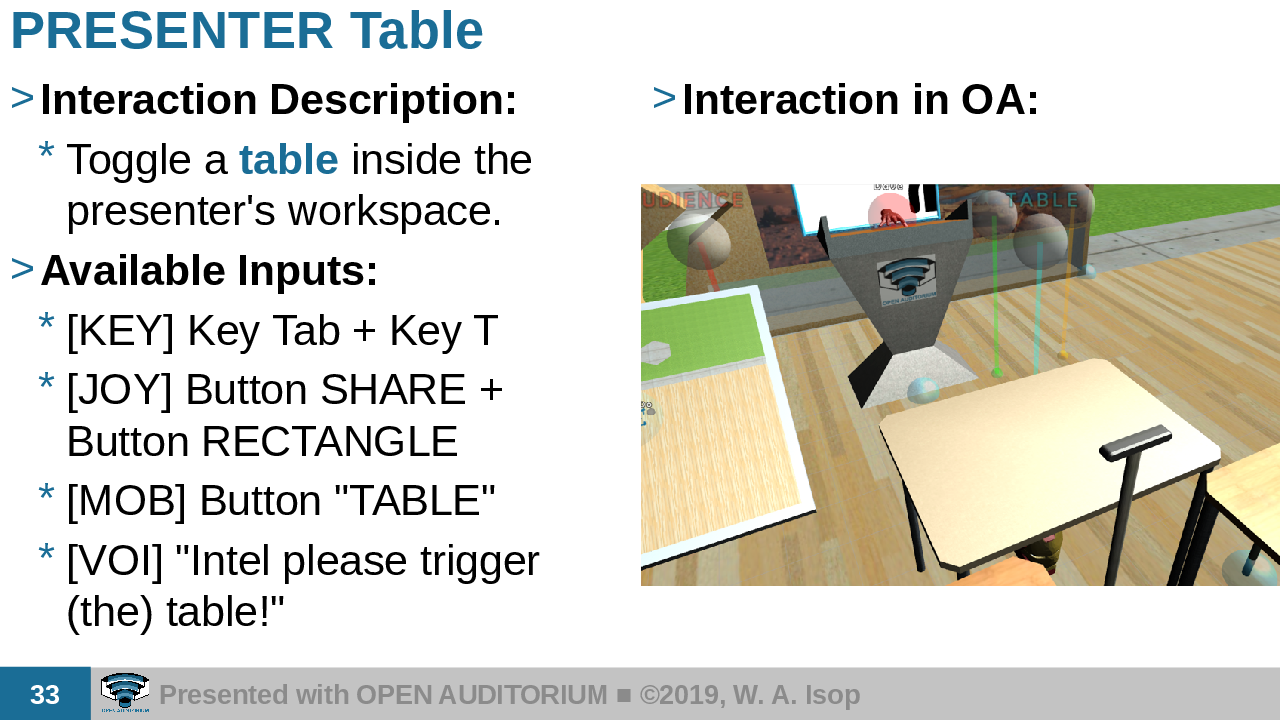 PRESENTER Table
> Interaction Description:
* Toggle a table inside the
presenter's workspace.
> Available Inputs:
* [KEY] Key Tab + Key T
* [JOY] Button SHARE +
Button RECTANGLE
* [MOB] Button "TABLE"
* [VOI] "Intel please trigger
(the) table!"
> Interaction in OA:
UDIENCE
TABLE
OPEN AUDITORIUM
33
OPEN AUDITORIUM
Presented with OPEN AUDITORIUM ■ ©2019, W. A. Isop